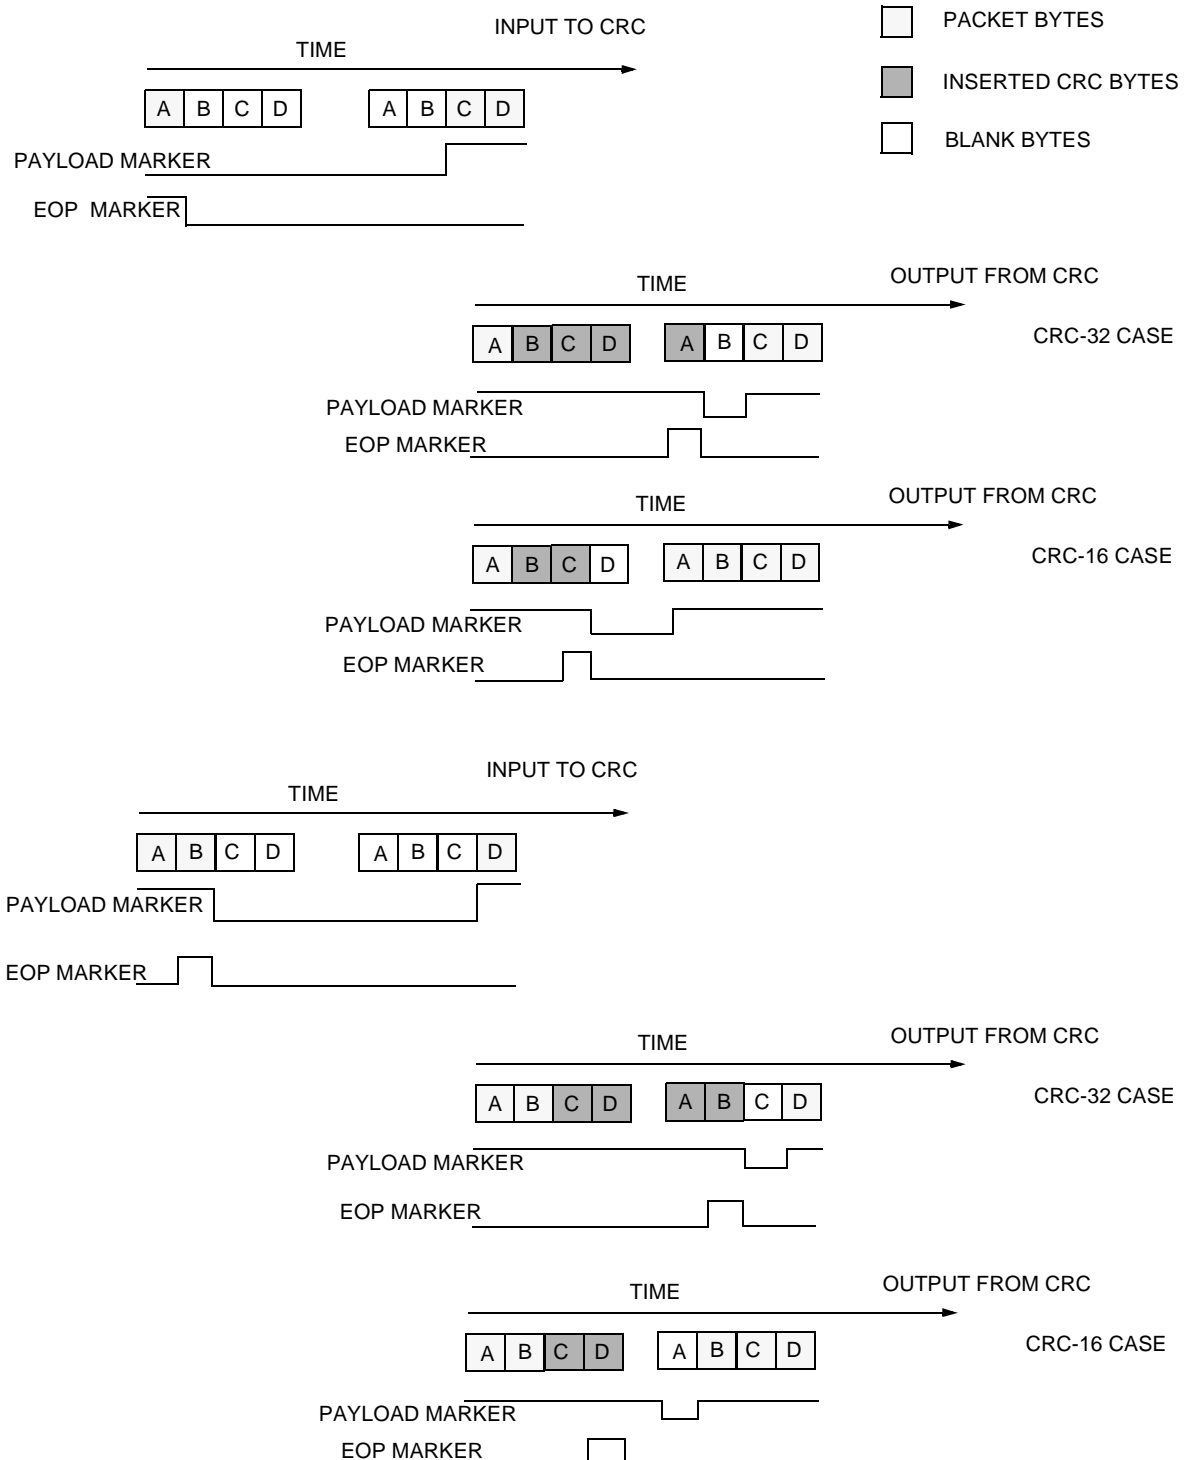 INPUT TO CRC
PACKET BYTES
TIME
INSERTED CRC BYTES
A B C D A B C D
BLANK BYTES
PAYLOAD MARKER
EOP MARKER
TIME OUTPUT FROM CRC
A B C D A B C D CRC-32 CASE
PAYLOAD MARKER
EOP MARKER
TIME OUTPUT FROM CRC
A B C D A B C D CRC-16 CASE
PAYLOAD MARKER
EOP MARKER
INPUT TO CRC
TIME
A B C D A B C D
PAYLOAD MARKER
EOP MARKER
TIME OUTPUT FROM CRC
A B C D A B C D CRC-32 CASE
PAYLOAD MARKER
EOP MARKER
TIME OUTPUT FROM CRC
A B C D A B C D CRC-16 CASE
PAYLOAD MARKER
EOP MARKER